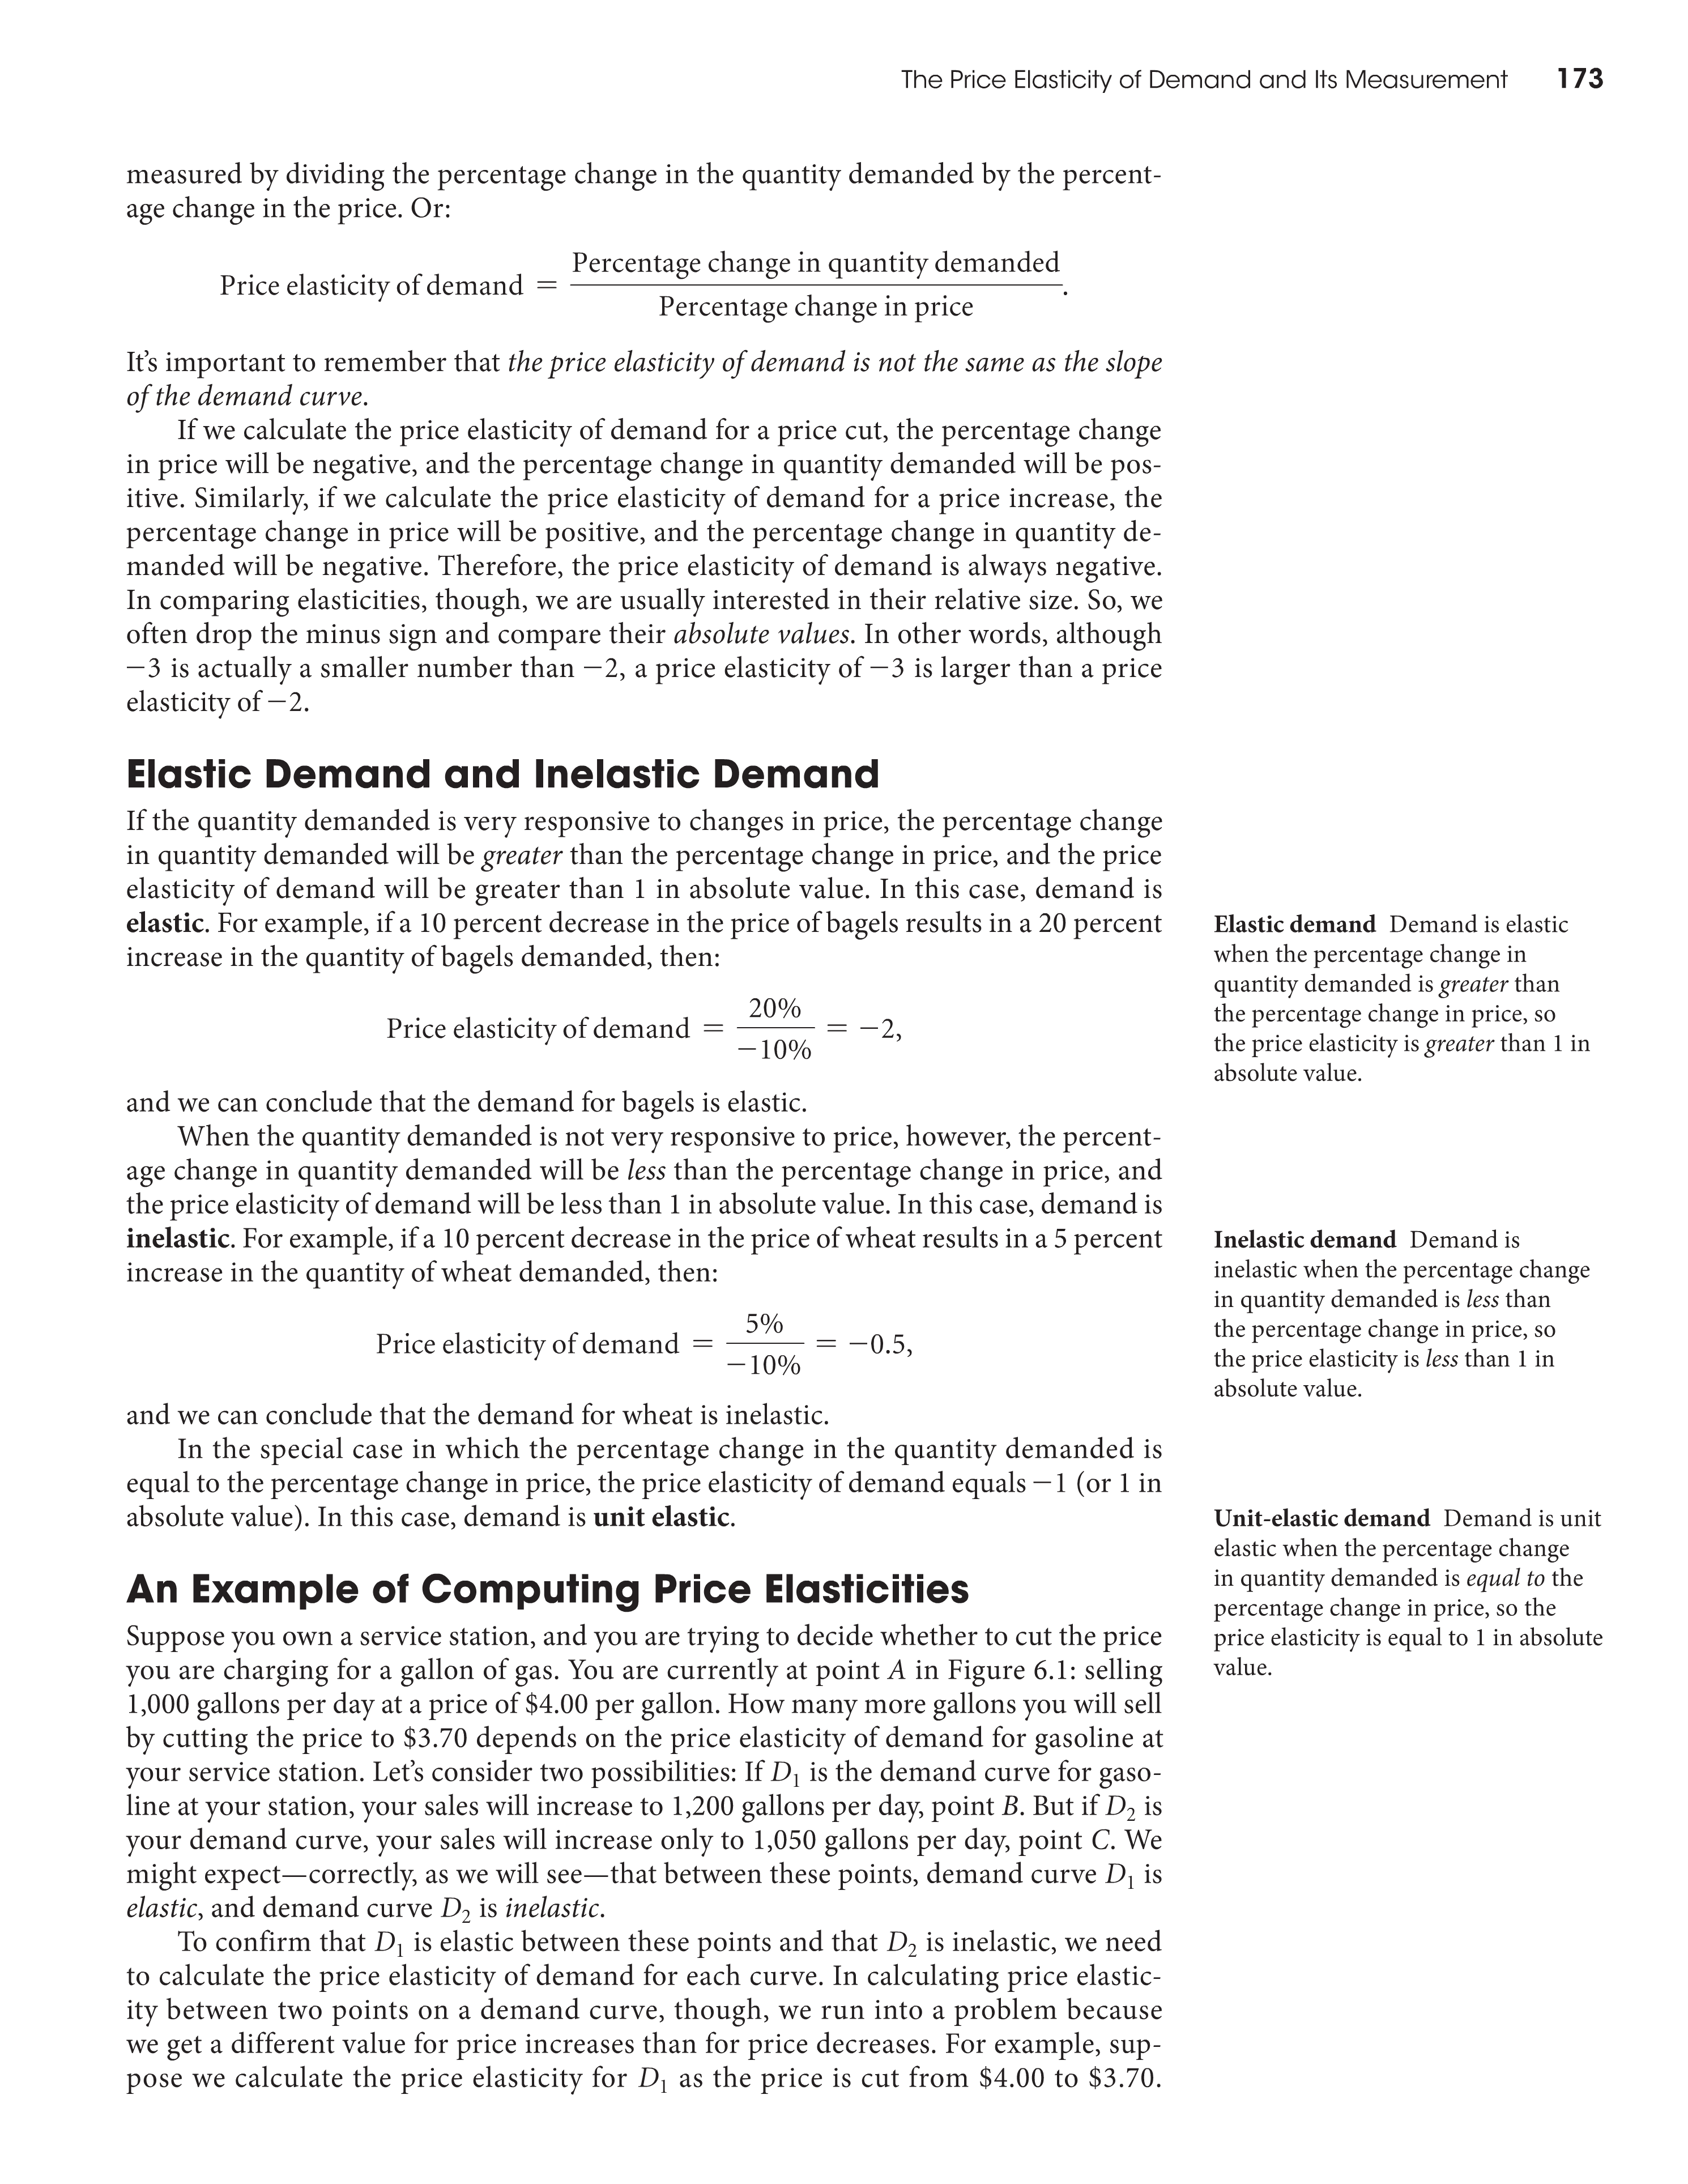 The Price Elasticity of Demand and Its Measurement 173
measured by dividing the percentage change in the quantity demanded by the percent-
age change in the price. Or:
Price elasticity of demand = Percentage change in quantity demanded / Percentage change in price.
It’s important to remember that the price elasticity of demand is not the same as the slope
of the demand curve.
If we calculate the price elasticity of demand for a price cut, the percentage change
in price will be negative, and the percentage change in quantity demanded will be pos-
itive. Similarly, if we calculate the price elasticity of demand for a price increase, the
percentage change in price will be positive, and the percentage change in quantity de-
manded will be negative. Therefore, the price elasticity of demand is always negative.
In comparing elasticities, though, we are usually interested in their relative size. So, we
often drop the minus sign and compare their absolute values. In other words, although
−3 is actually a smaller number than −2, a price elasticity of −3 is larger than a price
elasticity of −2.
Elastic Demand and Inelastic Demand
If the quantity demanded is very responsive to changes in price, the percentage change
in quantity demanded will be greater than the percentage change in price, and the price
elasticity of demand will be greater than 1 in absolute value. In this case, demand is
elastic. For example, if a 10 percent decrease in the price of bagels results in a 20 percent
increase in the quantity of bagels demanded, then:
Price elasticity of demand = 20% / −10% = −2,
and we can conclude that the demand for bagels is elastic.
When the quantity demanded is not very responsive to price, however, the percent-
age change in quantity demanded will be less than the percentage change in price, and
the price elasticity of demand will be less than 1 in absolute value. In this case, demand is
inelastic. For example, if a 10 percent decrease in the price of wheat results in a 5 percent
increase in the quantity of wheat demanded, then:
Price elasticity of demand = 5% / −10% = −0.5,
and we can conclude that the demand for wheat is inelastic.
In the special case in which the percentage change in the quantity demanded is
equal to the percentage change in price, the price elasticity of demand equals −1 (or 1 in
absolute value). In this case, demand is unit elastic.
An Example of Computing Price Elasticities
Suppose you own a service station, and you are trying to decide whether to cut the price
you are charging for a gallon of gas. You are currently at point A in Figure 6.1: selling
1,000 gallons per day at a price of $4.00 per gallon. How many more gallons you will sell
by cutting the price to $3.70 depends on the price elasticity of demand for gasoline at
your service station. Let’s consider two possibilities: If D₁ is the demand curve for gaso-
line at your station, your sales will increase to 1,200 gallons per day, point B. But if D₂ is
your demand curve, your sales will increase only to 1,050 gallons per day, point C. We
might expect—correctly, as we will see—that between these points, demand curve D₁ is
elastic, and demand curve D₂ is inelastic.
To confirm that D₁ is elastic between these points and that D₂ is inelastic, we need
to calculate the price elasticity of demand for each curve. In calculating price elastic-
ity between two points on a demand curve, though, we run into a problem because
we get a different value for price increases than for price decreases. For example, sup-
pose we calculate the price elasticity for D₁ as the price is cut from $4.00 to $3.70.
Elastic demand Demand is elastic
when the percentage change in
quantity demanded is greater than
the percentage change in price, so
the price elasticity is greater than 1 in
absolute value.
Inelastic demand Demand is
inelastic when the percentage change
in quantity demanded is less than
the percentage change in price, so
the price elasticity is less than 1 in
absolute value.
Unit-elastic demand Demand is unit
elastic when the percentage change
in quantity demanded is equal to the
percentage change in price, so the
price elasticity is equal to 1 in absolute
value.